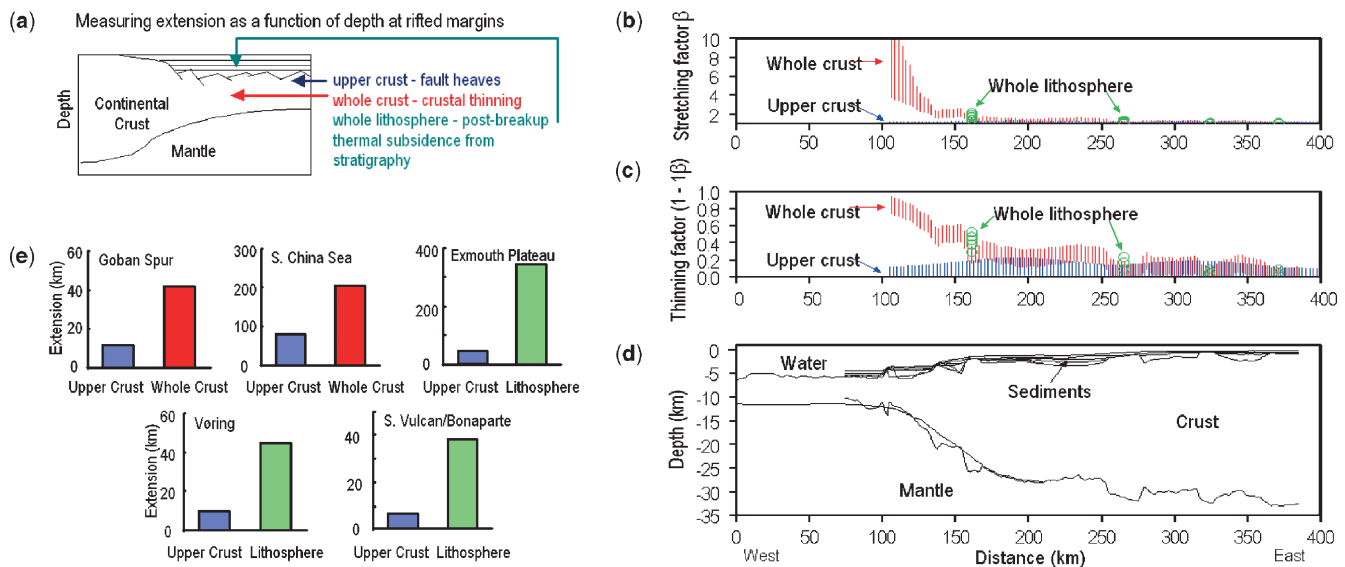 (a) Measuring extension as a function of depth at rifted margins
Depth
Continental
Crust
Mantle
upper crust - fault heaves
whole crust - crustal thinning
whole lithosphere - post-breakup
thermal subsidence from
stratigraphy
(b)
Stretching factor β
10
8
6
4
2
Whole crust
Upper crust
Whole lithosphere
0 50 100 150 200 250 300 350 400
(c)
Thinning factor (1 - 1β)
1.0
0.8
0.6
0.4
0.2
0.0
Whole crust
Upper crust
Whole lithosphere
0 50 100 150 200 250 300 350 400
(d)
Depth (km)
0
-5
-10
-15
-20
-25
-30
-35
Water
Sediments
Crust
Mantle
0 50 100 150 200 250 300 350 400
West Distance (km) East
(e)
Extension (km)
60
40
20
0
Goban Spur
Upper Crust Whole Crust
300
200
100
0
S. China Sea
Upper Crust Whole Crust
400
200
0
Exmouth Plateau
Upper Crust Lithosphere
Extension (km)
60
40
20
0
Vøring
Upper Crust Lithosphere
40
20
0
S. Vulcan/Bonaparte
Upper Crust Lithosphere